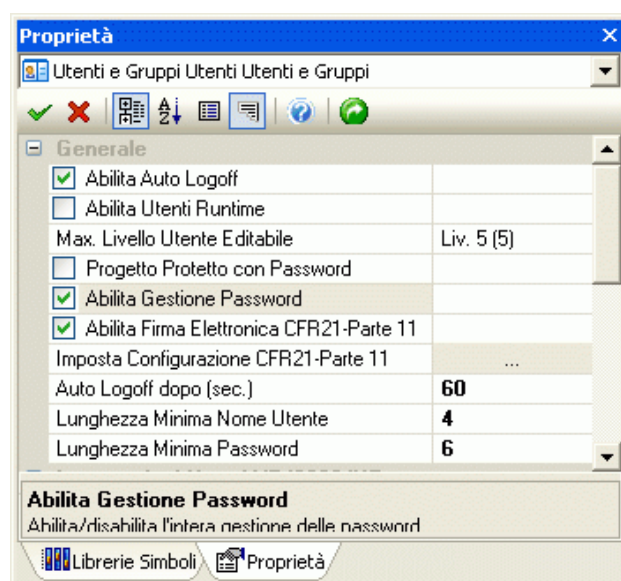 Proprietà
Utenti e Gruppi Utenti Utenti e Gruppi
Generale
Abilita Auto Logoff
Abilita Utenti Runtime
Max. Livello Utente Editabile Liv. 5 (5)
Progetto Protetto con Password
Abilita Gestione Password
Abilita Firma Elettronica CFR21-Parte 11
Imposta Configurazione CFR21-Parte 11 ...
Auto Logoff dopo (sec.) 60
Lunghezza Minima Nome Utente 4
Lunghezza Minima Password 6
Abilita Gestione Password
Abilita/disabilita l'intera gestione delle password
Librerie Simboli Proprietà